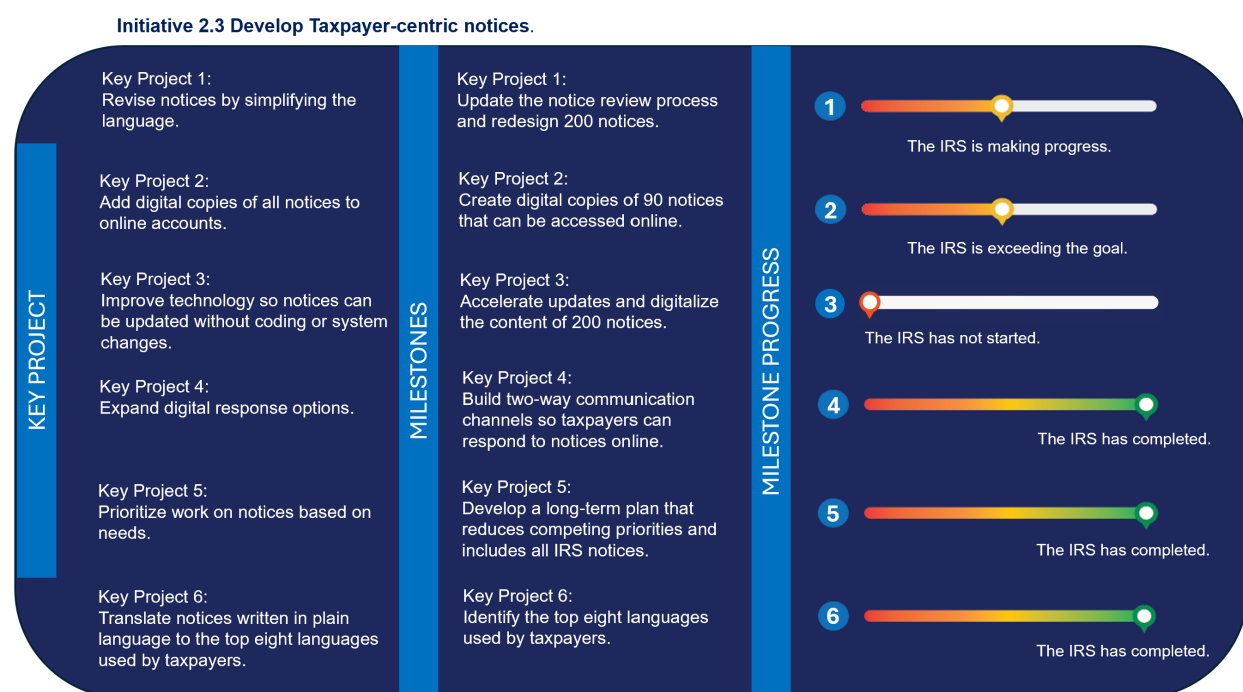 Initiative 2.3 Develop Taxpayer-centric notices.
KEY PROJECT
Key Project 1:
Revise notices by simplifying the
language.
Key Project 2:
Add digital copies of all notices to
online accounts.
Key Project 3:
Improve technology so notices can
be updated without coding or system
changes.
Key Project 4:
Expand digital response options.
Key Project 5:
Prioritize work on notices based on
needs.
Key Project 6:
Translate notices written in plain
language to the top eight languages
used by taxpayers.
MILESTONES
Key Project 1:
Update the notice review process
and redesign 200 notices.
Key Project 2:
Create digital copies of 90 notices
that can be accessed online.
Key Project 3:
Accelerate updates and digitalize
the content of 200 notices.
Key Project 4:
Build two-way communication
channels so taxpayers can
respond to notices online.
Key Project 5:
Develop a long-term plan that
reduces competing priorities and
includes all IRS notices.
Key Project 6:
Identify the top eight languages
used by taxpayers.
MILESTONE PROGRESS
1
The IRS is making progress.
2
The IRS is exceeding the goal.
3
The IRS has not started.
4
The IRS has completed.
5
The IRS has completed.
6
The IRS has completed.